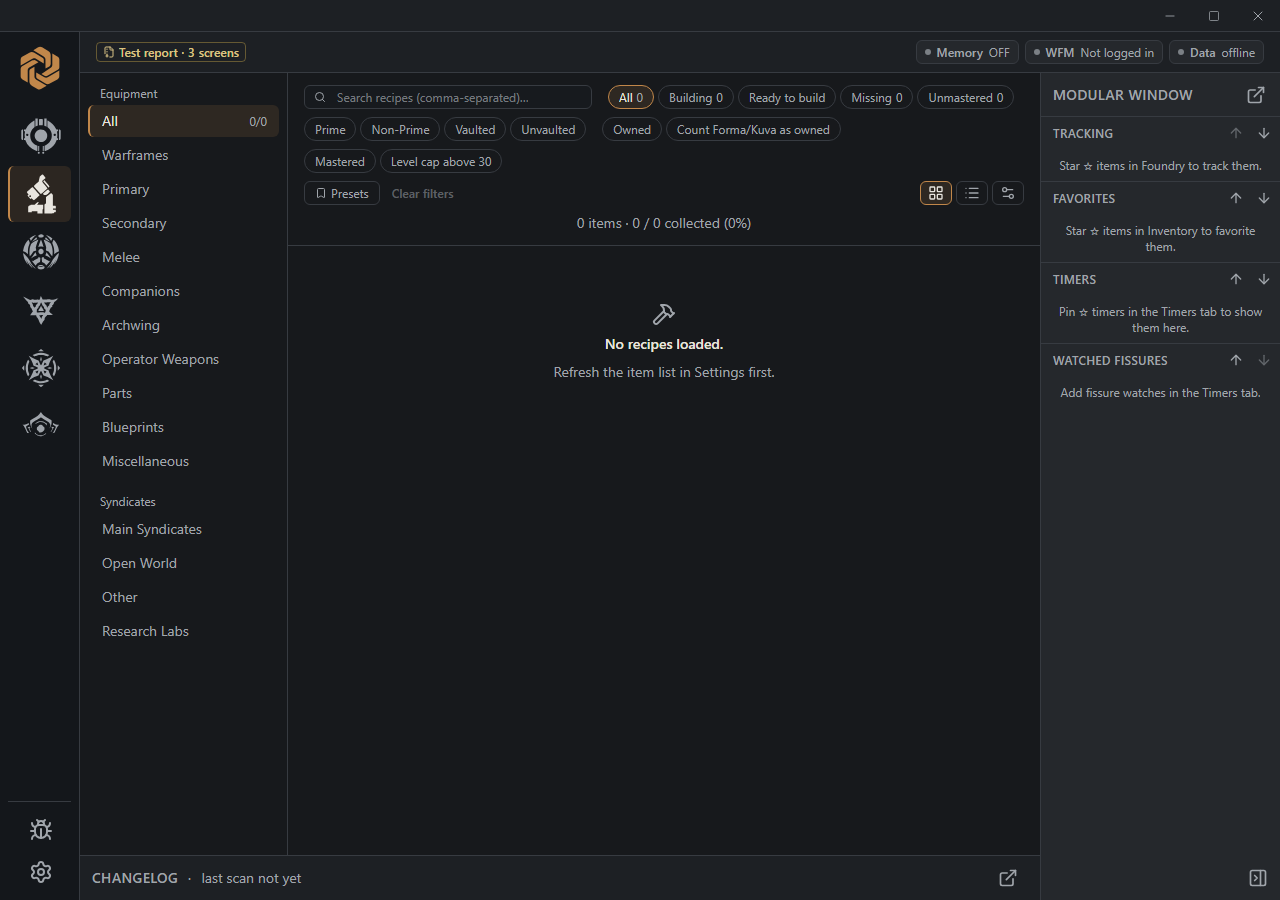 Test report · 3 screens
Memory OFF
WFM Not logged in
Data offline
Equipment
All 0/0
Warframes
Primary
Secondary
Melee
Companions
Archwing
Operator Weapons
Parts
Blueprints
Miscellaneous
Syndicates
Main Syndicates
Open World
Other
Research Labs
Search recipes (comma-separated)...
All 0
Building 0
Ready to build
Missing 0
Unmastered 0
Prime
Non-Prime
Vaulted
Unvaulted
Owned
Count Forma/Kuva as owned
Mastered
Level cap above 30
Presets
Clear filters
0 items · 0 / 0 collected (0%)
No recipes loaded.
Refresh the item list in Settings first.
MODULAR WINDOW
TRACKING
Star ☆ items in Foundry to track them.
FAVORITES
Star ☆ items in Inventory to favorite
them.
TIMERS
Pin ☆ timers in the Timers tab to show
them here.
WATCHED FISSURES
Add fissure watches in the Timers tab.
CHANGELOG · last scan not yet